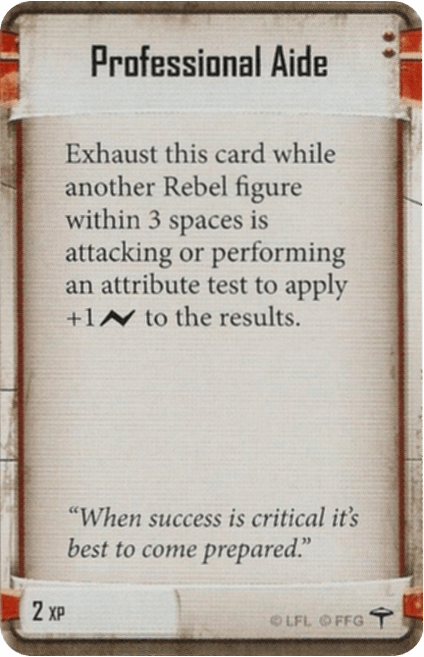 Professional Aide
Exhaust this card while
another Rebel figure
within 3 spaces is
attacking or performing
an attribute test to apply
+1 to the results.
“When success is critical it’s
best to come prepared.”
2 XP
© LFL © FFG